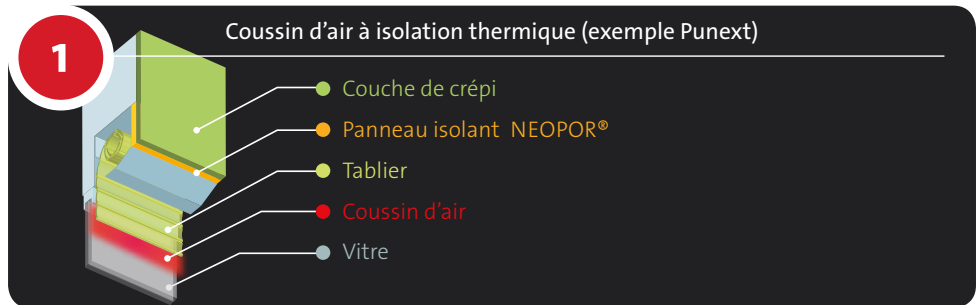 1
Coussin d’air à isolation thermique (exemple Punext)
Couche de crépi
Panneau isolant NEOPOR®
Tablier
Coussin d’air
Vitre